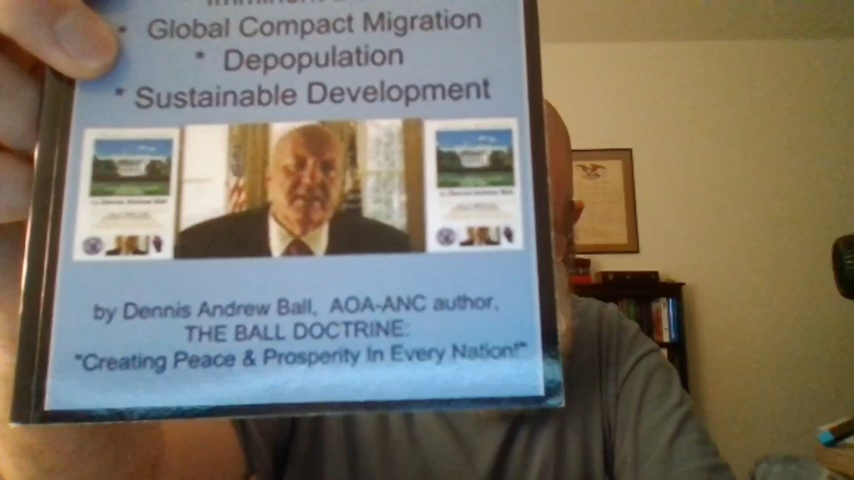 * Global Compact Migration
* Depopulation
* Sustainable Development
by Dennis Andrew Ball, AOA-ANC author,
THE BALL DOCTRINE:
"Creating Peace & Prosperity In Every Nation!"